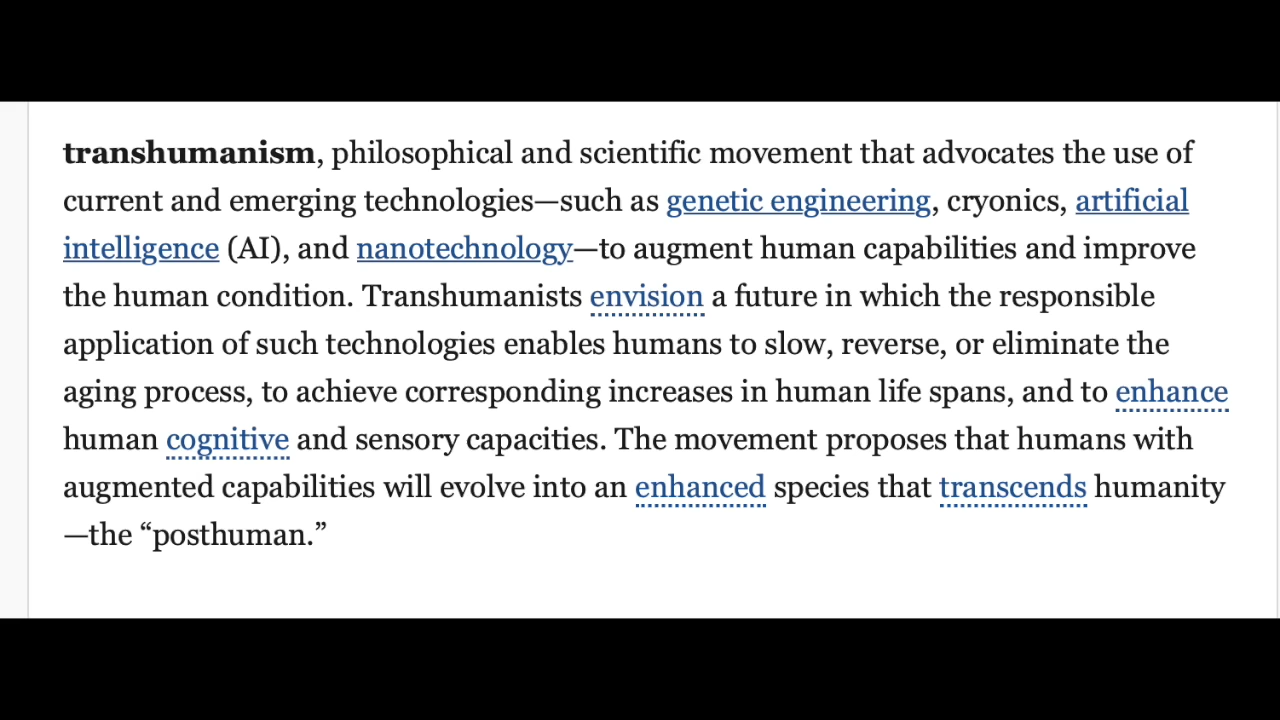 transhumanism, philosophical and scientific movement that advocates the use of
current and emerging technologies—such as genetic engineering, cryonics, artificial
intelligence (AI), and nanotechnology—to augment human capabilities and improve
the human condition. Transhumanists envision a future in which the responsible
application of such technologies enables humans to slow, reverse, or eliminate the
aging process, to achieve corresponding increases in human life spans, and to enhance
human cognitive and sensory capacities. The movement proposes that humans with
augmented capabilities will evolve into an enhanced species that transcends humanity
—the “posthuman.”